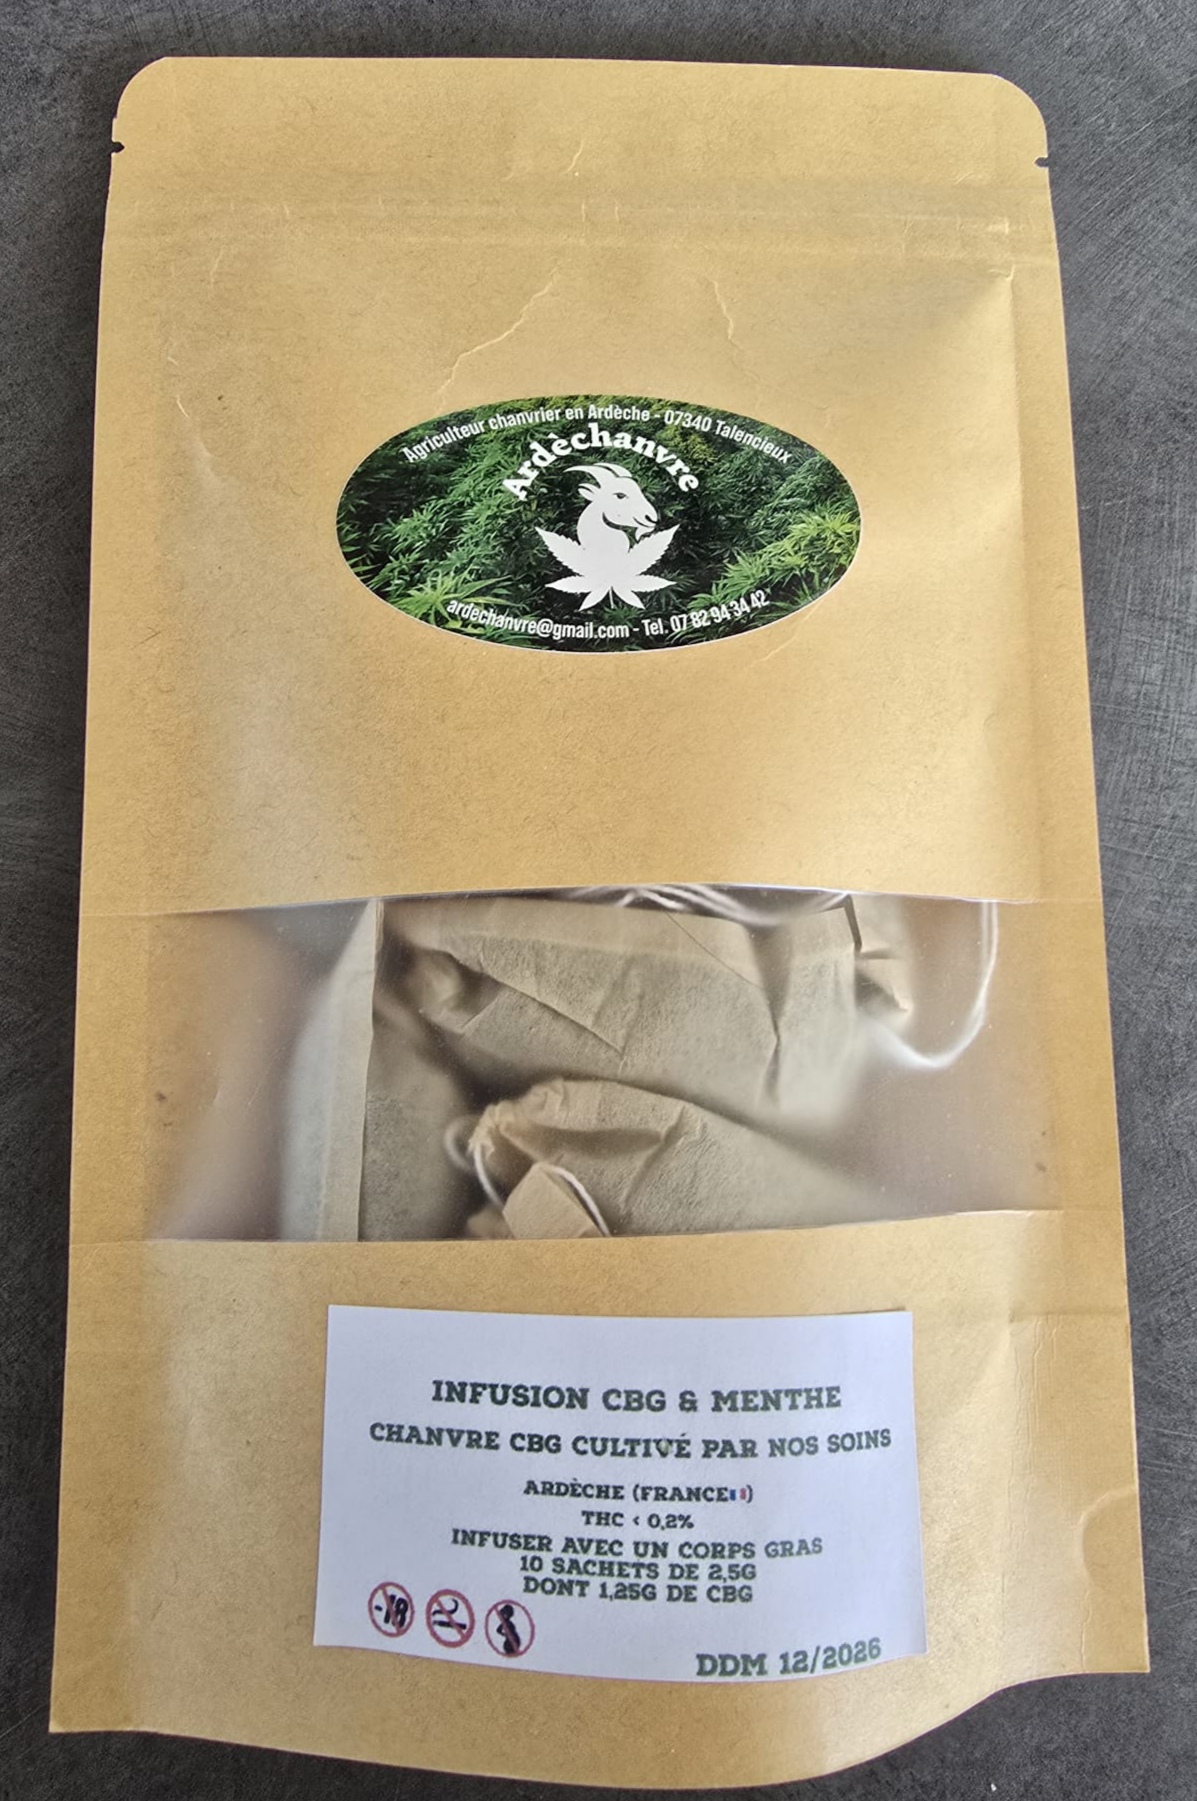 Agriculteur chanvrier en Ardèche - 07340 Talencieux
Ardèchanvre
ardechanvre@gmail.com - Tel. 07 82 94 34 42
INFUSION CBG & MENTHE
CHANVRE CBG CULTIVÉ PAR NOS SOINS
ARDÈCHE (FRANCE🇫🇷)
THC < 0,2%
INFUSER AVEC UN CORPS GRAS
10 SACHETS DE 2,5G
DONT 1,25G DE CBG
-18
DDM 12/2026